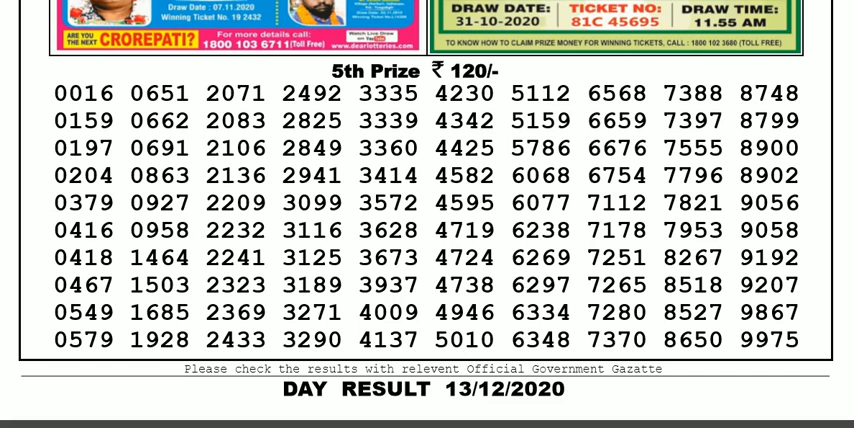 Draw Date : 07.11.2020
Winning Ticket No. 19 2432
ARE YOU THE NEXT CROREPATI?
For more details call:
1800 103 6711(Toll Free)
Watch Live Draw
on YouTube
www.dearlotteries.com
DRAW DATE:
31-10-2020
TICKET NO:
81C 45695
DRAW TIME:
11.55 AM
TO KNOW HOW TO CLAIM PRIZE MONEY FOR WINNING TICKETS, CALL : 1800 102 3680 (TOLL FREE)
5th Prize ₹ 120/-
0016 0651 2071 2492 3335 4230 5112 6568 7388 8748
0159 0662 2083 2825 3339 4342 5159 6659 7397 8799
0197 0691 2106 2849 3360 4425 5786 6676 7555 8900
0204 0863 2136 2941 3414 4582 6068 6754 7796 8902
0379 0927 2209 3099 3572 4595 6077 7112 7821 9056
0416 0958 2232 3116 3628 4719 6238 7178 7953 9058
0418 1464 2241 3125 3673 4724 6269 7251 8267 9192
0467 1503 2323 3189 3937 4738 6297 7265 8518 9207
0549 1685 2369 3271 4009 4946 6334 7280 8527 9867
0579 1928 2433 3290 4137 5010 6348 7370 8650 9975
Please check the results with relevent Official Government Gazatte
DAY RESULT 13/12/2020